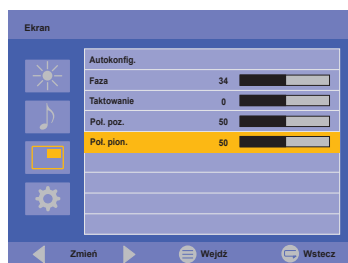 Ekran
Autokonfig.
Faza 34
Taktowanie 0
Poł. poz. 50
Poł. pion. 50
Zmień Wejdź Wstecz